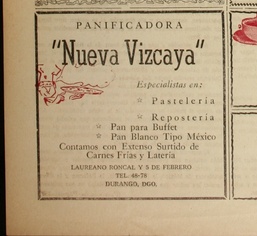 PANIFICADORA
"Nueva Vizcaya"
Especialistas en:
* Pastelería
* Repostería
* Pan para Buffet
* Pan Blanco Tipo México
Contamos con Extenso Surtido de
Carnes Frías y Latería
LAUREANO RONCAL Y 5 DE FEBRERO
TEL. 48-78
DURANGO, DGO.